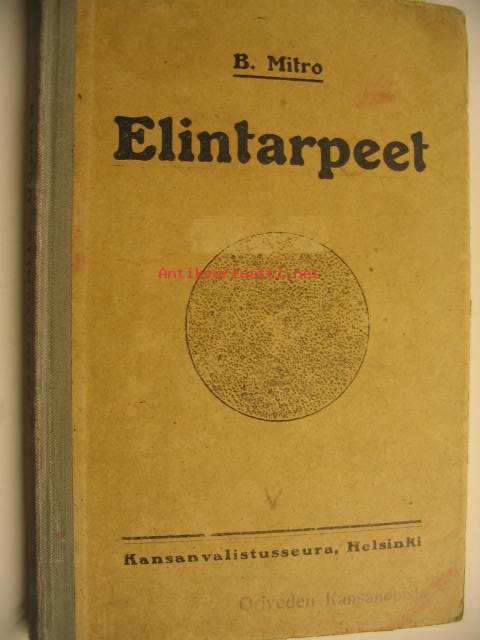 B. Mitro
Elintarpeet
Antikvariaatti.net
V
Kansanvalistusseura, Helsinki
Oriveden Kansanopisto